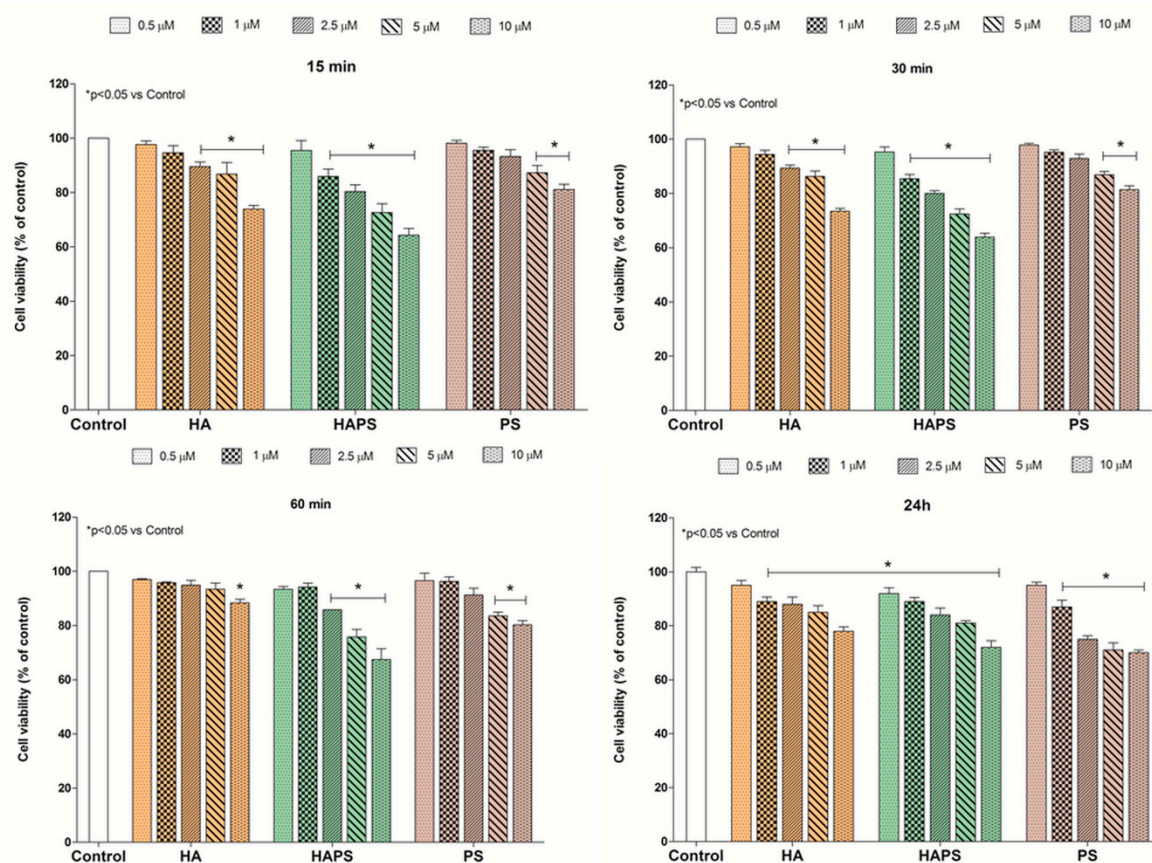 0.5 μM 1 μM 2.5 μM 5 μM 10 μM
15 min
*p<0.05 vs Control
Cell viability (% of control)
120
100
80
60
40
20
0
* * *
Control HA HAPS PS
0.5 μM 1 μM 2.5 μM 5 μM 10 μM
30 min
*p<0.05 vs Control
Cell viability (% of control)
120
100
80
60
40
20
0
* * *
Control HA HAPS PS
0.5 μM 1 μM 2.5 μM 5 μM 10 μM
60 min
*p<0.05 vs Control
Cell viability (% of control)
120
100
80
60
40
20
0
* * *
Control HA HAPS PS
0.5 μM 1 μM 2.5 μM 5 μM 10 μM
24h
*p<0.05 vs Control
Cell viability (% of control)
120
100
80
60
40
20
0
* *
Control HA HAPS PS